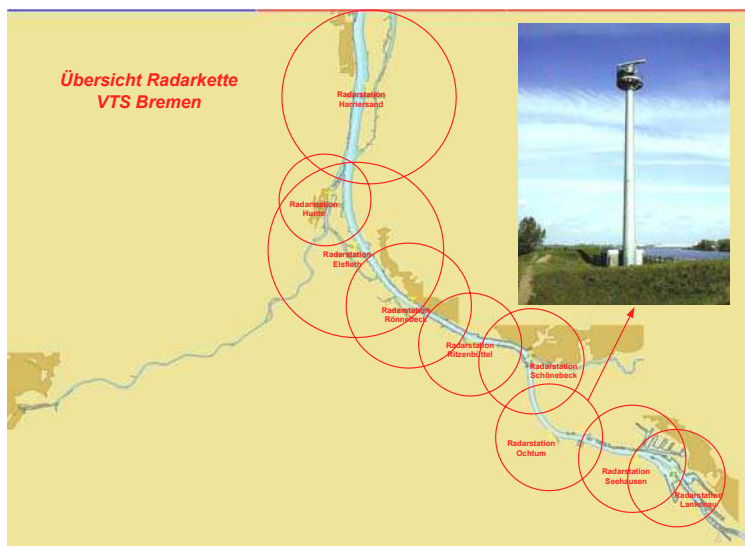 Übersicht Radarkette
VTS Bremen
Radarstation
Harriersand
Radarstation
Hunte
Radarstation
Elsfleth
Radarstation
Rönnebeck
Radarstation
Ritzenbüttel
Radarstation
Schönebeck
Radarstation
Ochtum
Radarstation
Seehausen
Radarstation
Lankenau